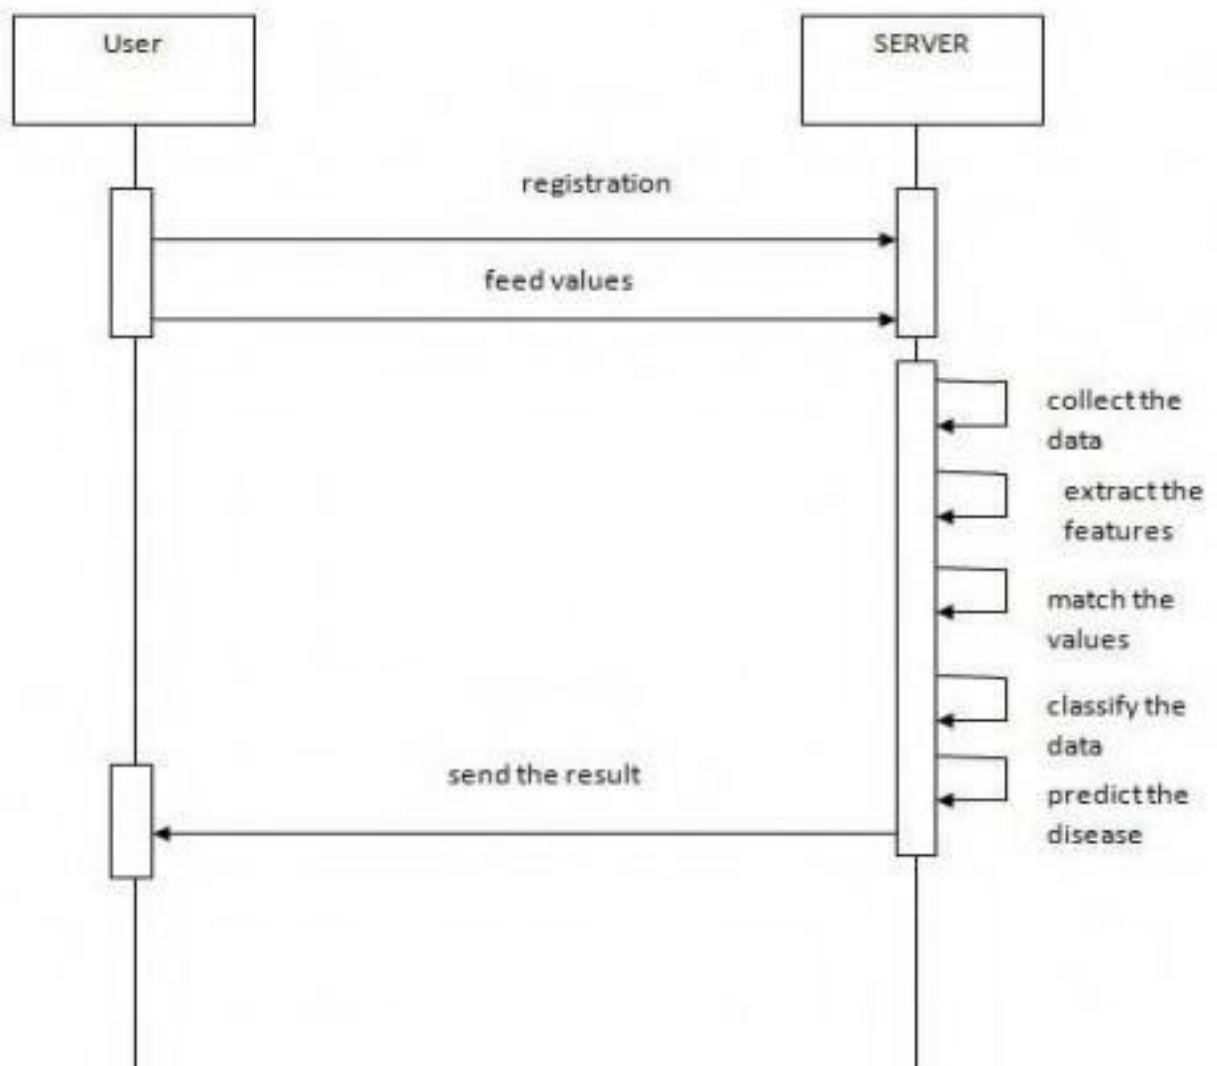 User
SERVER
registration
feed values
collect the
data
extract the
features
match the
values
classify the
data
send the result
predict the
disease